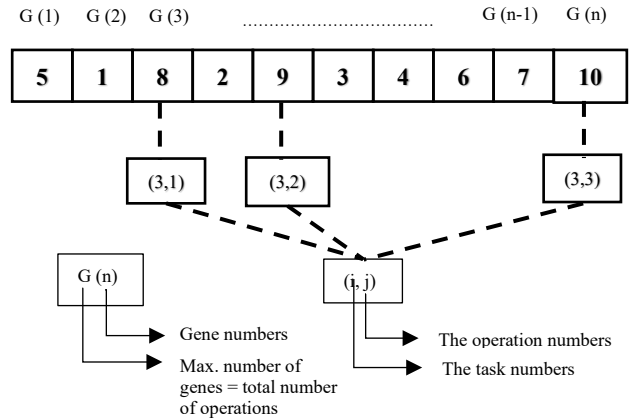 G (1) G (2) G (3) ........................................ G (n-1) G (n)
5 1 8 2 9 3 4 6 7 10
(3,1) (3,2) (3,3)
G (n) (i, j)
Gene numbers
The operation numbers
Max. number of
genes = total number
of operations
The task numbers